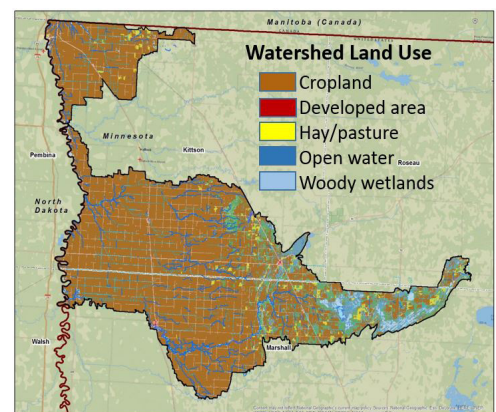 Manitoba (Canada)
Watershed Land Use
Cropland
Developed area
Hay/pasture
Open water
Woody wetlands
Minnesota
Kittson
Pembina
Roseau
North
Dakota
Walsh
Marshall